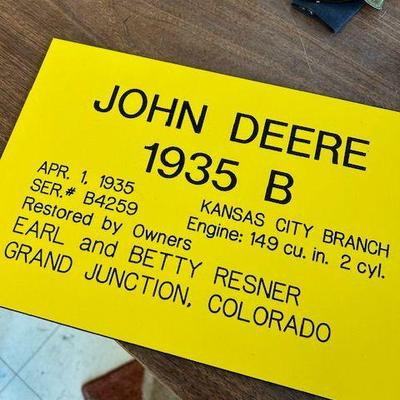 JOHN DEERE
1935 B
APR. 1, 1935
KANSAS CITY BRANCH
SER.# B4259
Engine: 149 cu. in. 2 cyl.
Restored by Owners
EARL and BETTY RESNER
GRAND JUNCTION, COLORADO